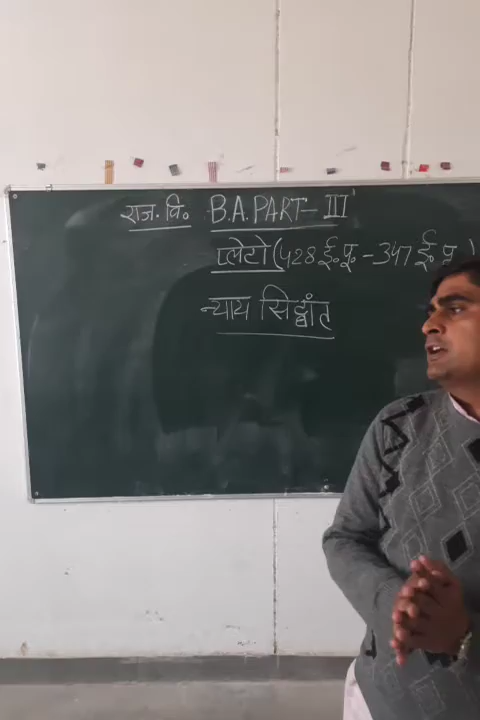 राज. वि. B.A. PART - III
प्लेटो (428 ई. पू. - 347 ई. पू.)
न्याय सिद्धांत